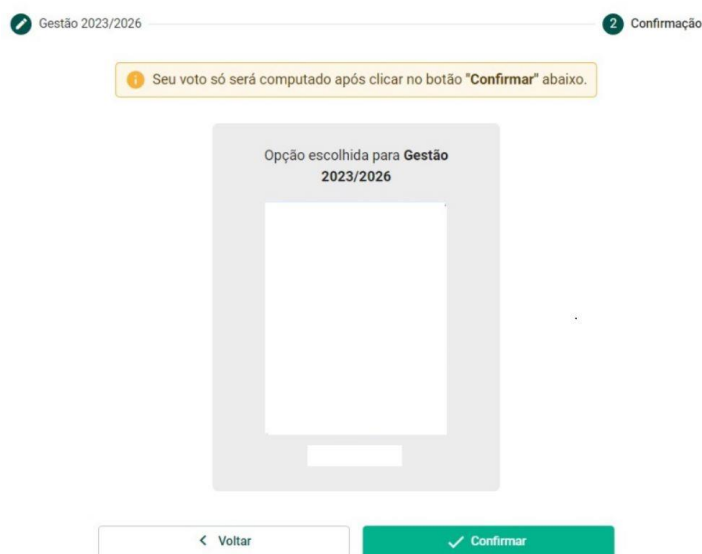 Gestão 2023/2026
2 Confirmação
Seu voto só será computado após clicar no botão "Confirmar" abaixo.
Opção escolhida para Gestão
2023/2026
Voltar
Confirmar